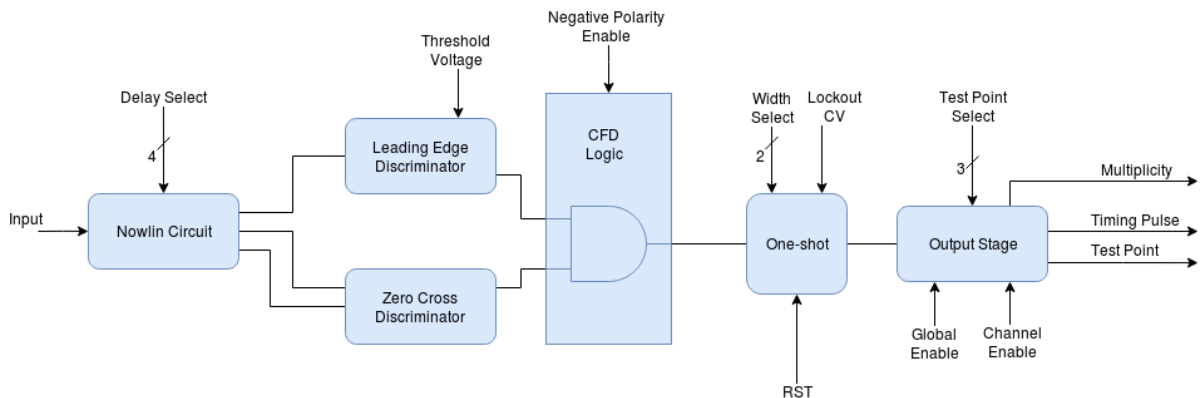 Negative Polarity
Enable
Threshold
Voltage
Delay Select
4
Width
Select
2
Lockout
CV
Test Point
Select
3
CFD
Logic
Leading Edge
Discriminator
Input
Nowlin Circuit
Zero Cross
Discriminator
One-shot
Output Stage
Multiplicity
Timing Pulse
Test Point
Global
Enable
Channel
Enable
RST